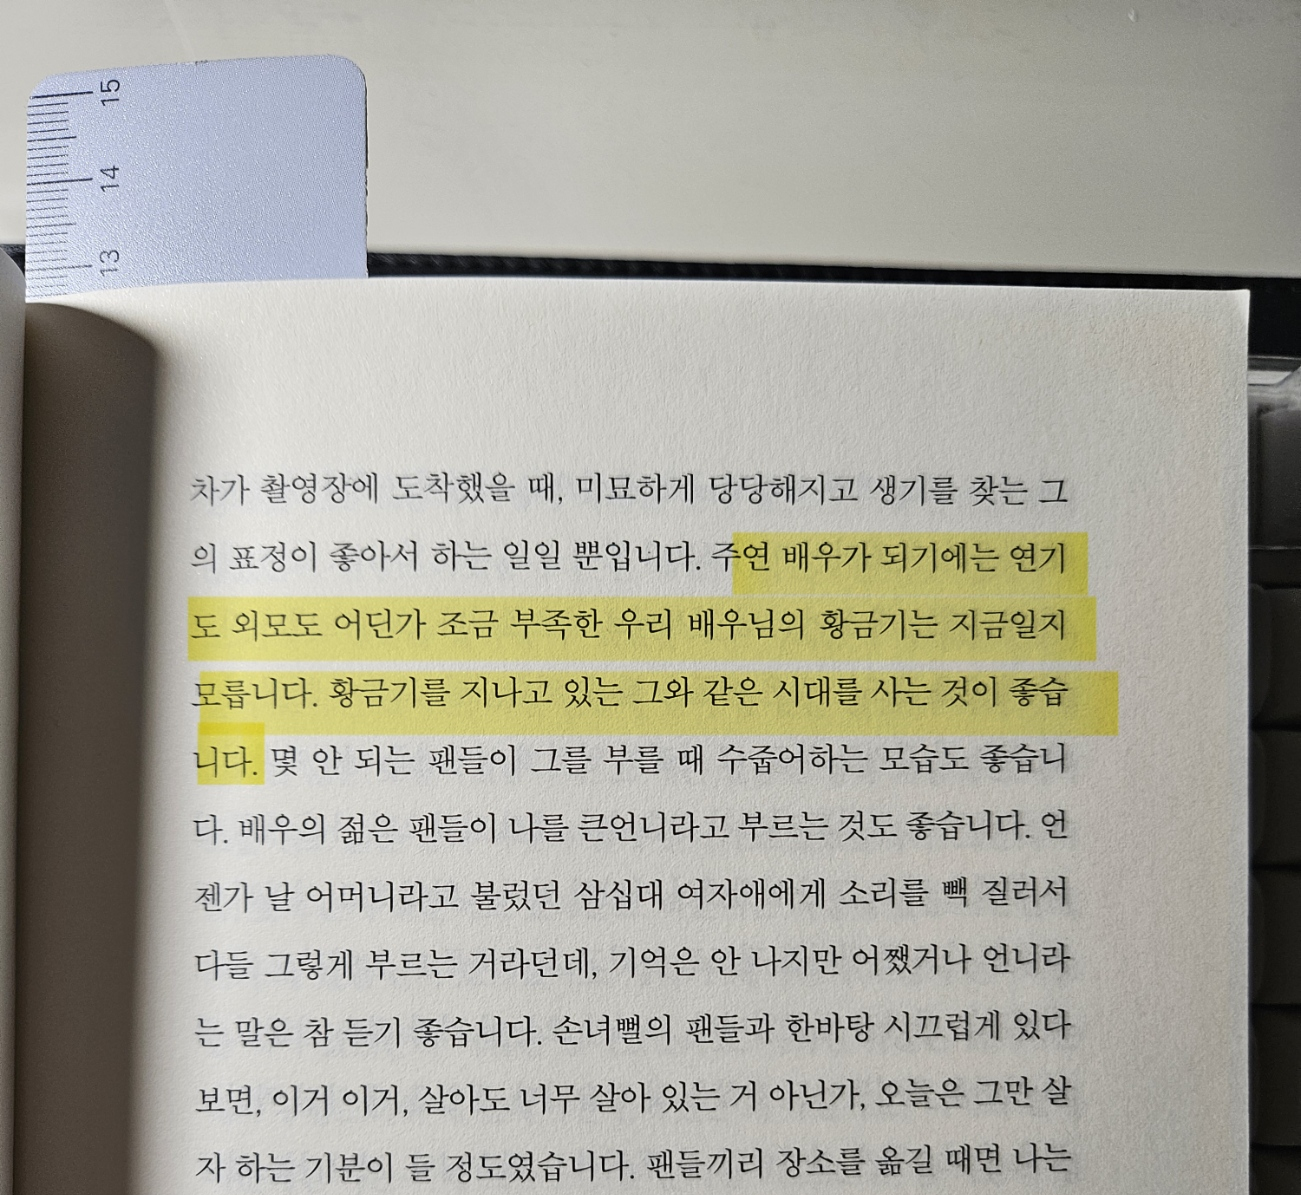 15
14
13
차가 촬영장에 도착했을 때, 미묘하게 당당해지고 생기를 찾는 그
의 표정이 좋아서 하는 일일 뿐입니다. 주연 배우가 되기에는 연기
도 외모도 어딘가 조금 부족한 우리 배우님의 황금기는 지금일지
모릅니다. 황금기를 지나고 있는 그와 같은 시대를 사는 것이 좋습
니다. 몇 안 되는 팬들이 그를 부를 때 수줍어하는 모습도 좋습니
다. 배우의 젊은 팬들이 나를 큰언니라고 부르는 것도 좋습니다. 언
젠가 날 어머니라고 불렀던 삼십대 여자애에게 소리를 빽 질러서
다들 그렇게 부르는 거라던데, 기억은 안 나지만 어쨌거나 언니라
는 말은 참 듣기 좋습니다. 손녀뻘의 팬들과 한바탕 시끄럽게 있다
보면, 이거 이거, 살아도 너무 살아 있는 거 아닌가, 오늘은 그만 살
자 하는 기분이 들 정도였습니다. 팬들끼리 장소를 옮길 때면 나는